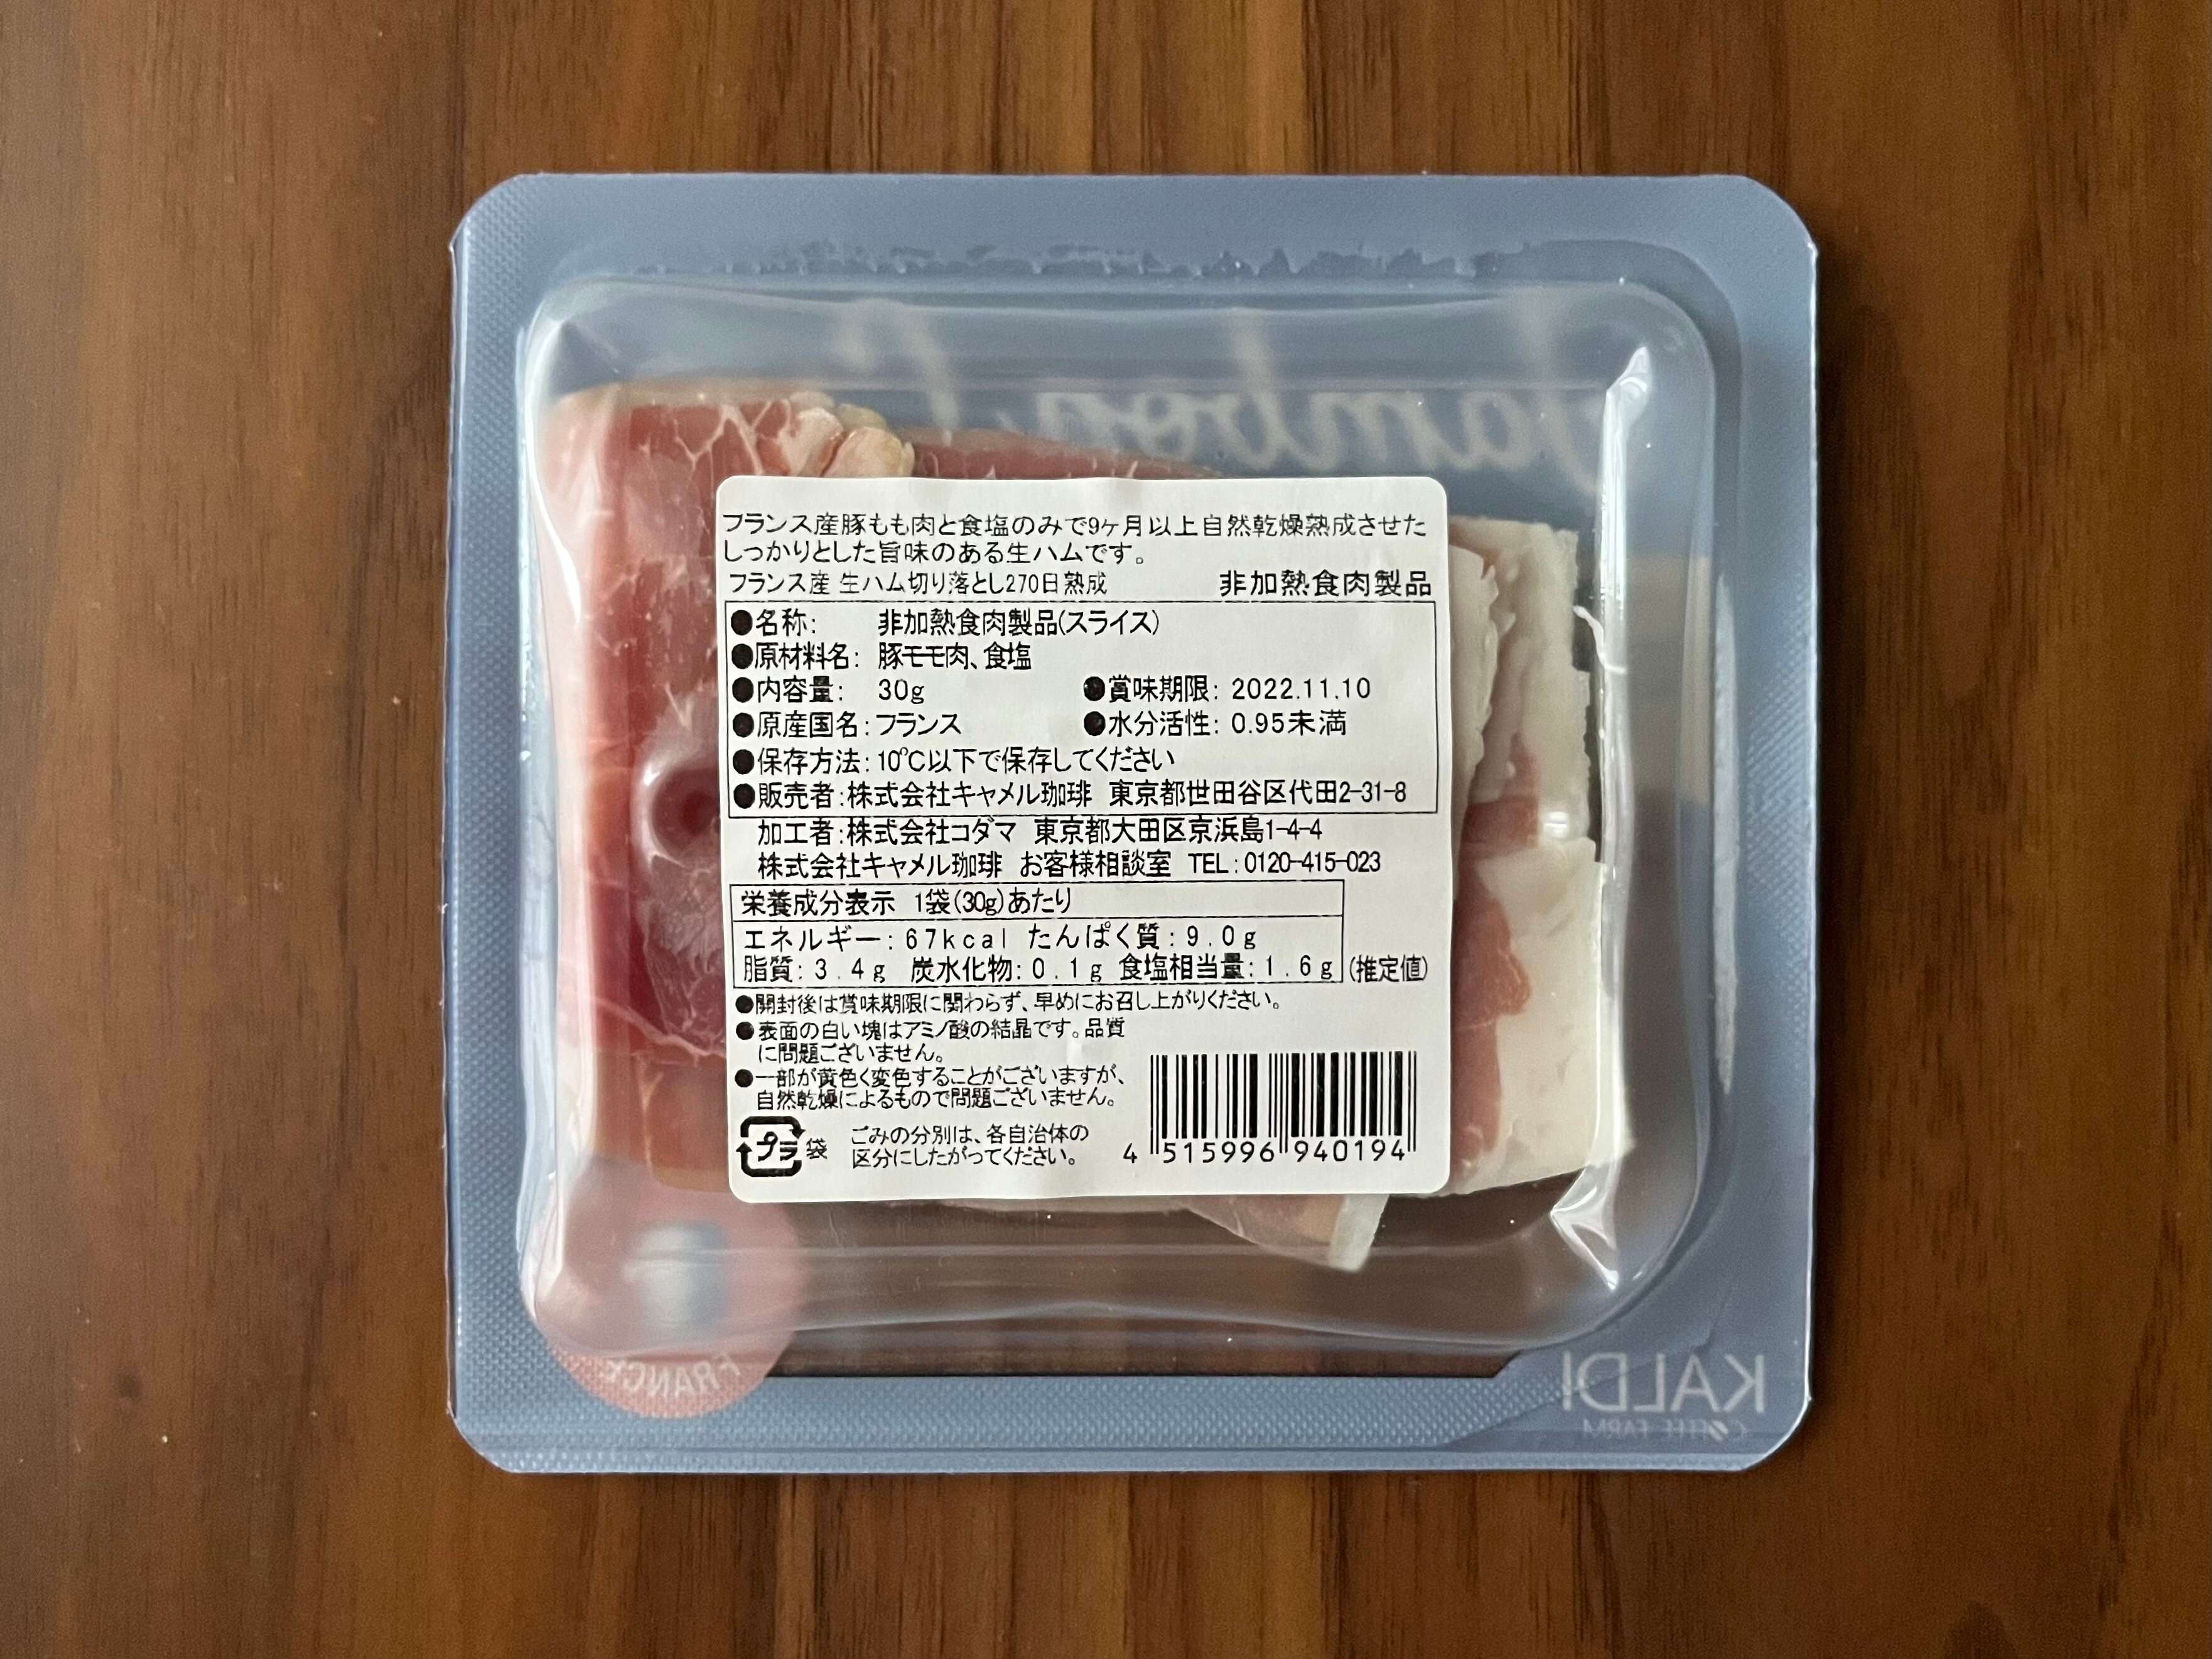 Jambon
フランス産豚もも肉と食塩のみで9ヶ月以上自然乾燥熟成させた
しっかりとした旨味のある生ハムです。
フランス産 生ハム切り落とし270日熟成 非加熱食肉製品
●名称: 非加熱食肉製品(スライス)
●原材料名: 豚モモ肉、食塩
●内容量: 30g ●賞味期限: 2022.11.10
●原産国名:フランス ●水分活性: 0.95未満
●保存方法:10℃以下で保存してください
●販売者:株式会社キャメル珈琲 東京都世田谷区代田2-31-8
加工者:株式会社コダマ 東京都大田区京浜島1-4-4
株式会社キャメル珈琲 お客様相談室 TEL:0120-415-023
栄養成分表示 1袋(30g)あたり
エネルギー:67kcal たんぱく質:9.0g
脂質:3.4g 炭水化物:0.1g 食塩相当量:1.6g (推定値)
●開封後は賞味期限に関わらず、早めにお召し上がりください。
●表面の白い塊はアミノ酸の結晶です。品質
に問題ございません。
●一部が黄色く変色することがございますが、
自然乾燥によるもので問題ございません。
プラ 袋 ごみの分別は、各自治体の
区分にしたがってください。
4 515996 940194
FRANCE
KALDI
COFFEE FARM